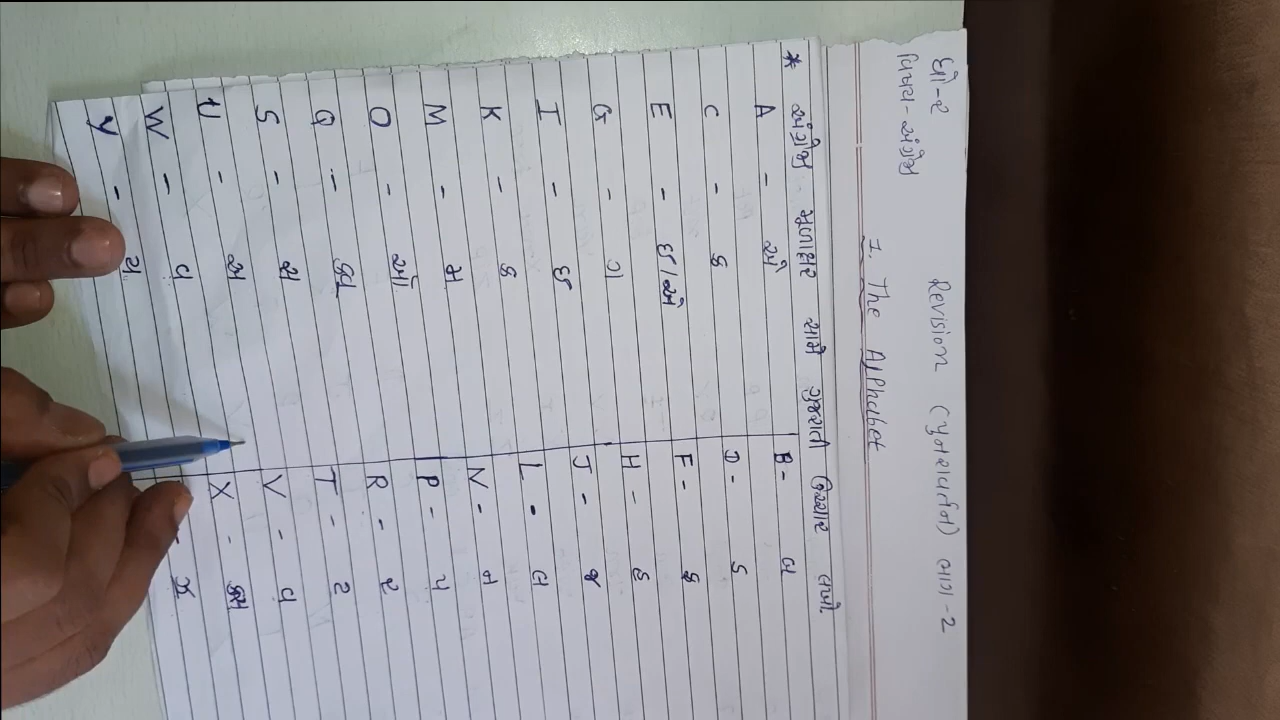 ધો-૨ Revision (પુનરાવર્તન) ભાગ-2
વિષય-અંગ્રેજી
1. The Alphabet
* અંગ્રેજી મૂળાક્ષર સામે ગુજરાતી ઉચ્ચાર લખો.
A - એ B - બ
C - ક D - ડ
E - ઈ/એ F - ફ
G - ગ H - હ
I - ઈ J - જ
K - ક L - લ
M - મ N - ન
O - ઓ P - પ
Q - ક્વ R - ર
S - સ T - ટ
U - અ V - વ
W - વ X - ક્ષ
Y - ય - ઝ